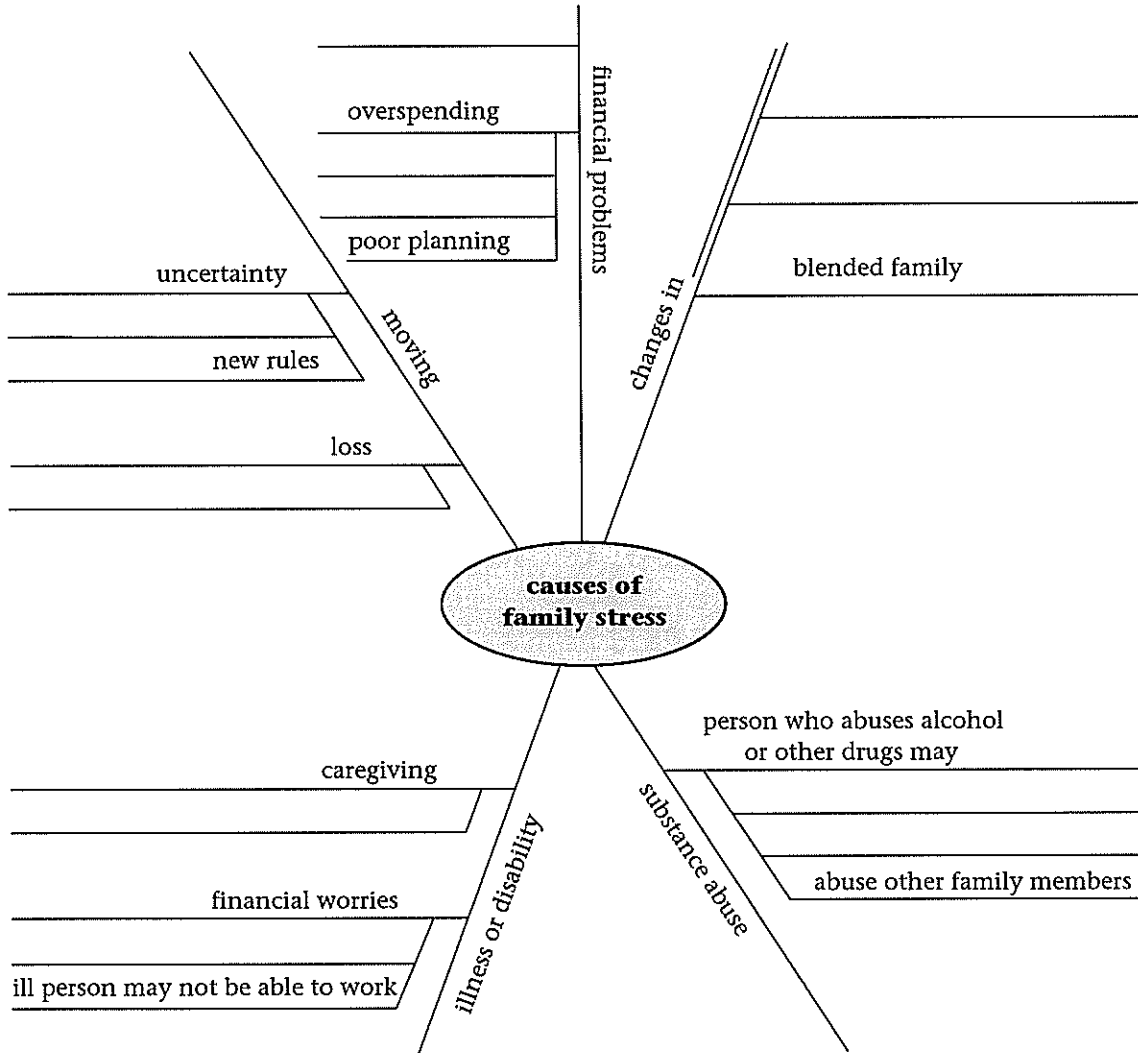 financial problems
overspending
poor planning
changes in
blended family
uncertainty
new rules
moving
loss
causes of
family stress
person who abuses alcohol
or other drugs may
abuse other family members
substance abuse
caregiving
financial worries
ill person may not be able to work
illness or disability